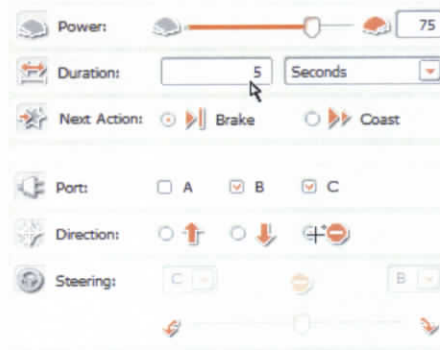 Power: 75
Duration: 5 Seconds
Next Action: Brake Coast
Port: A B C
Direction:
Steering: C B